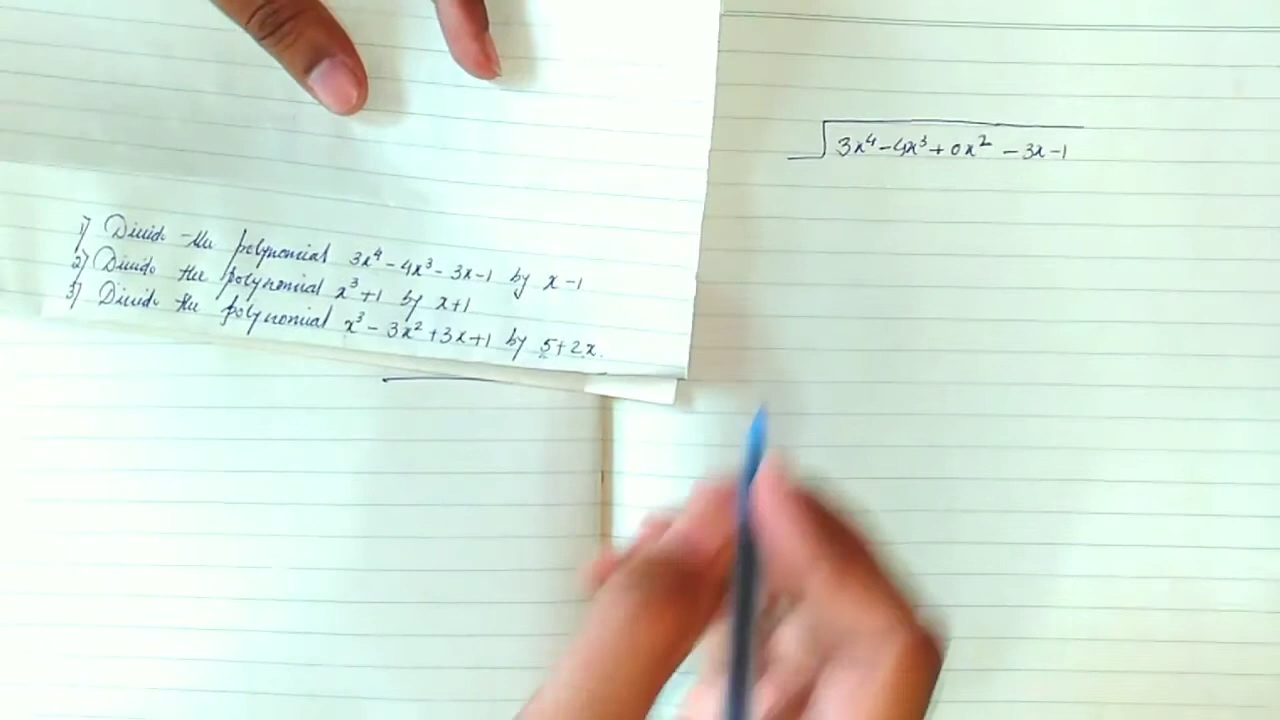 1) Divide the polynomial 3x⁴ - 4x³ - 3x - 1 by x - 1
2) Divide the polynomial x³ + 1 by x + 1
3) Divide the polynomial x³ - 3x² + 3x + 1 by 5 + 2x.
3x⁴ - 4x³ + 0x² - 3x - 1